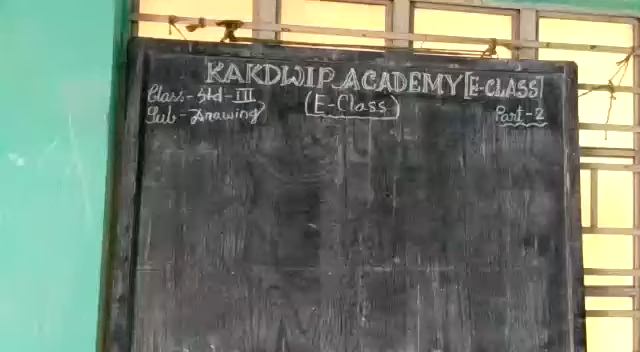 KAKDWIP ACADEMY [E-CLASS]
Class - Std - III (E-Class)
Sub - Drawing Part - 2